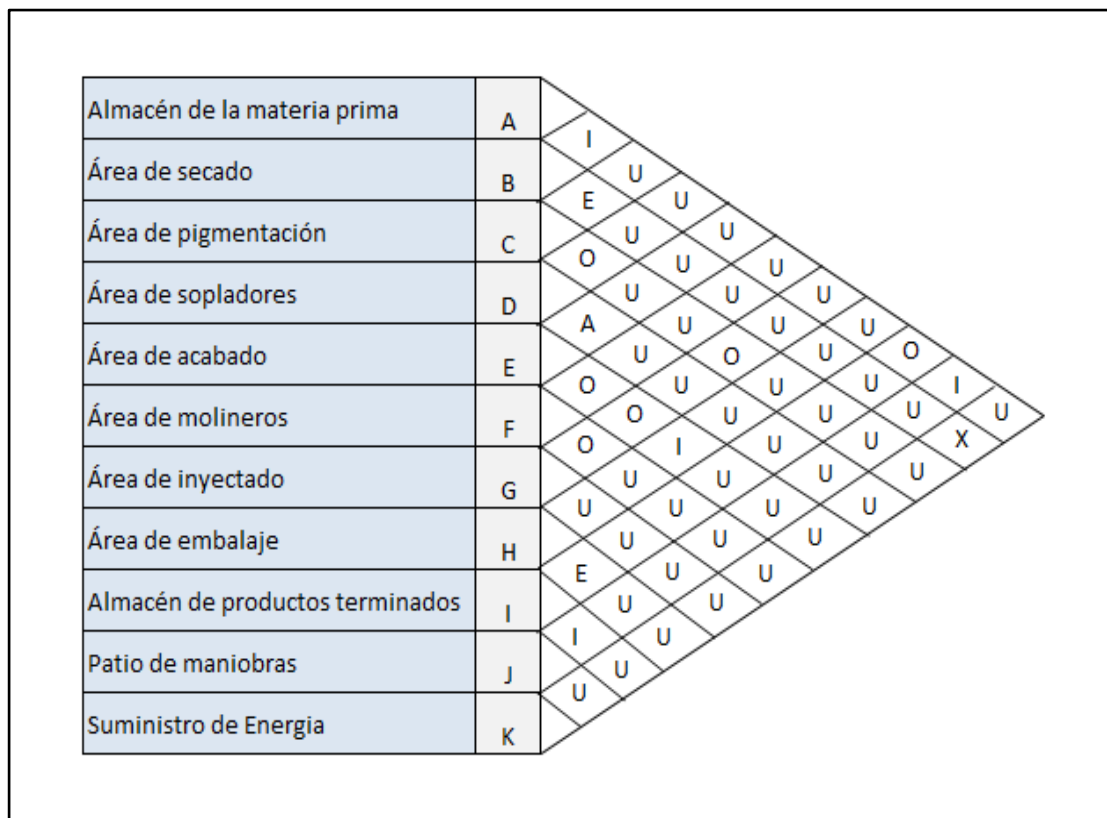 Almacén de la materia prima A
I
Área de secado B U
E U
Área de pigmentación C U U
O U U
Área de sopladores D U U U
A U U U
Área de acabado E U O U O
O U U U I
Área de molineros F O U U U U
O I U U X
Área de inyectado G U U U U
U U U U
Área de embalaje H U U U
E U U
Almacén de productos terminados I U U
I U
Patio de maniobras J U
U
Suministro de Energia K